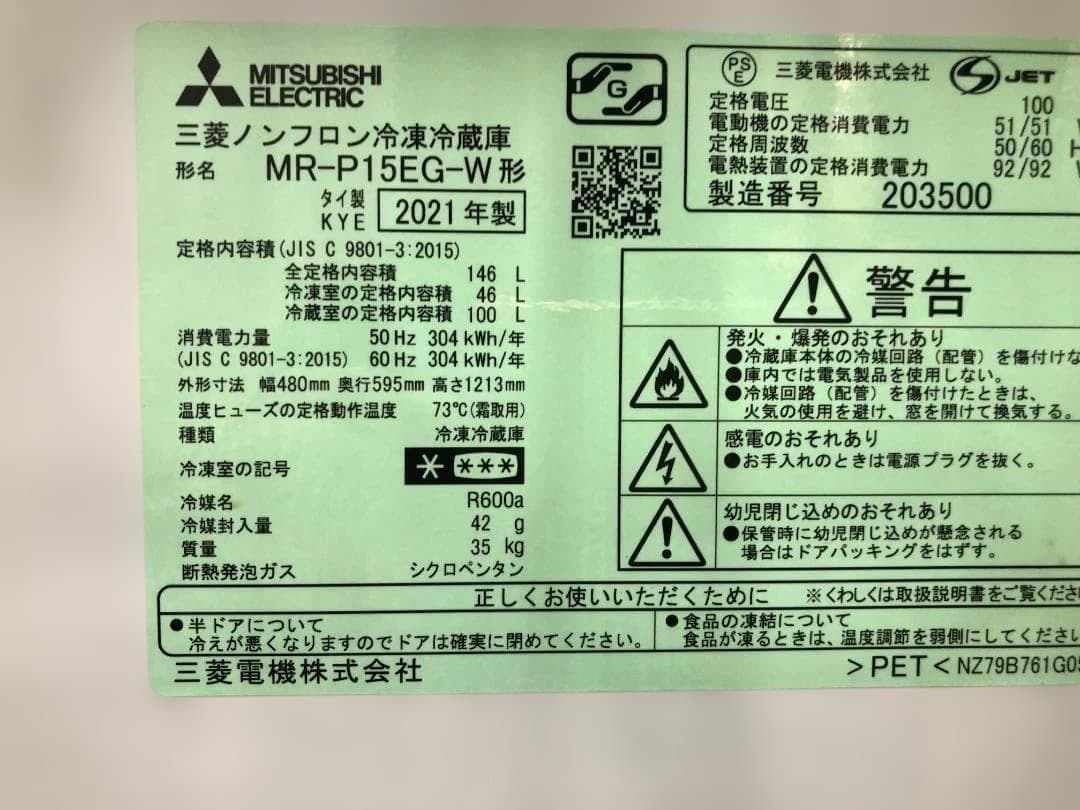 MITSUBISHI
ELECTRIC
三菱ノンフロン冷凍冷蔵庫
形名 MR-P15EG-W形
タイ製
KYE 2021年製
定格内容積(JIS C 9801-3:2015)
全定格内容積 146 L
冷凍室の定格内容積 46 L
冷蔵室の定格内容積 100 L
消費電力量 50Hz 304kWh/年
(JIS C 9801-3:2015) 60Hz 304kWh/年
外形寸法 幅480mm 奥行595mm 高さ1213mm
温度ヒューズの定格動作温度 73℃(霜取用)
種類 冷凍冷蔵庫
冷凍室の記号 * ***
冷媒名 R600a
冷媒封入量 42 g
質量 35 kg
断熱発泡ガス シクロペンタン
G
PS
E
三菱電機株式会社
JET
定格電圧 100
電動機の定格消費電力 51/51
定格周波数 50/60 H
電熱装置の定格消費電力 92/92
製造番号 203500
警告
発火・爆発のおそれあり
●冷蔵庫本体の冷媒回路(配管)を傷付けな
●庫内では電気製品を使用しない。
●冷媒回路(配管)を傷付けたときは、
火気の使用を避け、窓を開けて換気する。
感電のおそれあり
●お手入れのときは電源プラグを抜く。
幼児閉じ込めのおそれあり
●保管時に幼児閉じ込めが懸念される
場合はドアパッキングをはずす。
正しくお使いいただくために ※くわしくは取扱説明書をご覧くださ
●半ドアについて
冷えが悪くなりますのでドアは確実に閉めてください。
●食品の凍結について
食品が凍るときは、温度調節を弱側にしてください
三菱電機株式会社
>PET< NZ79B761G05